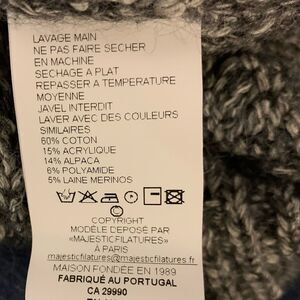 LAVAGE MAIN
NE PAS FAIRE SECHER
EN MACHINE
SECHAGE A PLAT
REPASSER A TEMPERATURE
MOYENNE
JAVEL INTERDIT
LAVER AVEC DES COULEURS
SIMILAIRES
60% COTON
15% ACRYLIQUE
14% ALPACA
6% POLYAMIDE
5% LAINE MERINOS
©
COPYRIGHT
MODÈLE DEPOSÉ PAR
«MAJESTICFILATURES»
A PARIS
majesticfilatures@majesticfilatures.com
MAISON FONDÉE EN 1989
FABRIQUÉ AU PORTUGAL
CA 29990